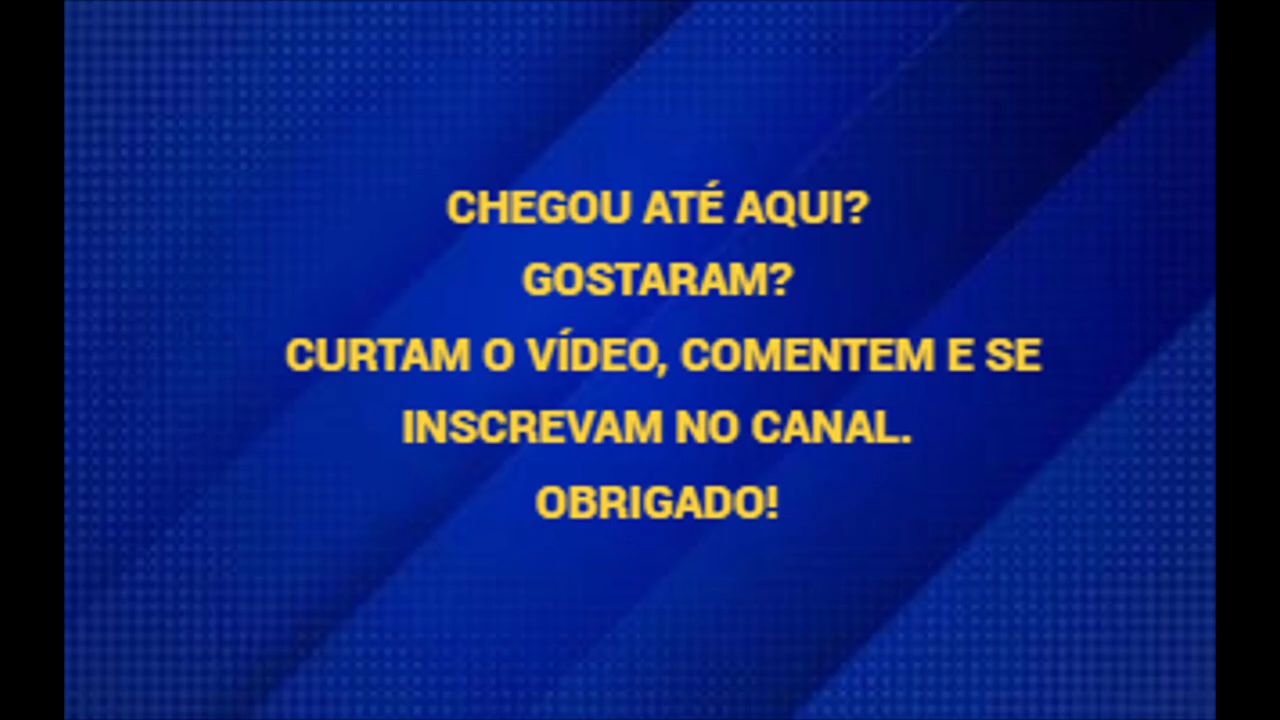 CHEGOU ATÉ AQUI?
GOSTARAM?
CURTAM O VÍDEO, COMENTEM E SE
INSCREVAM NO CANAL.
OBRIGADO!